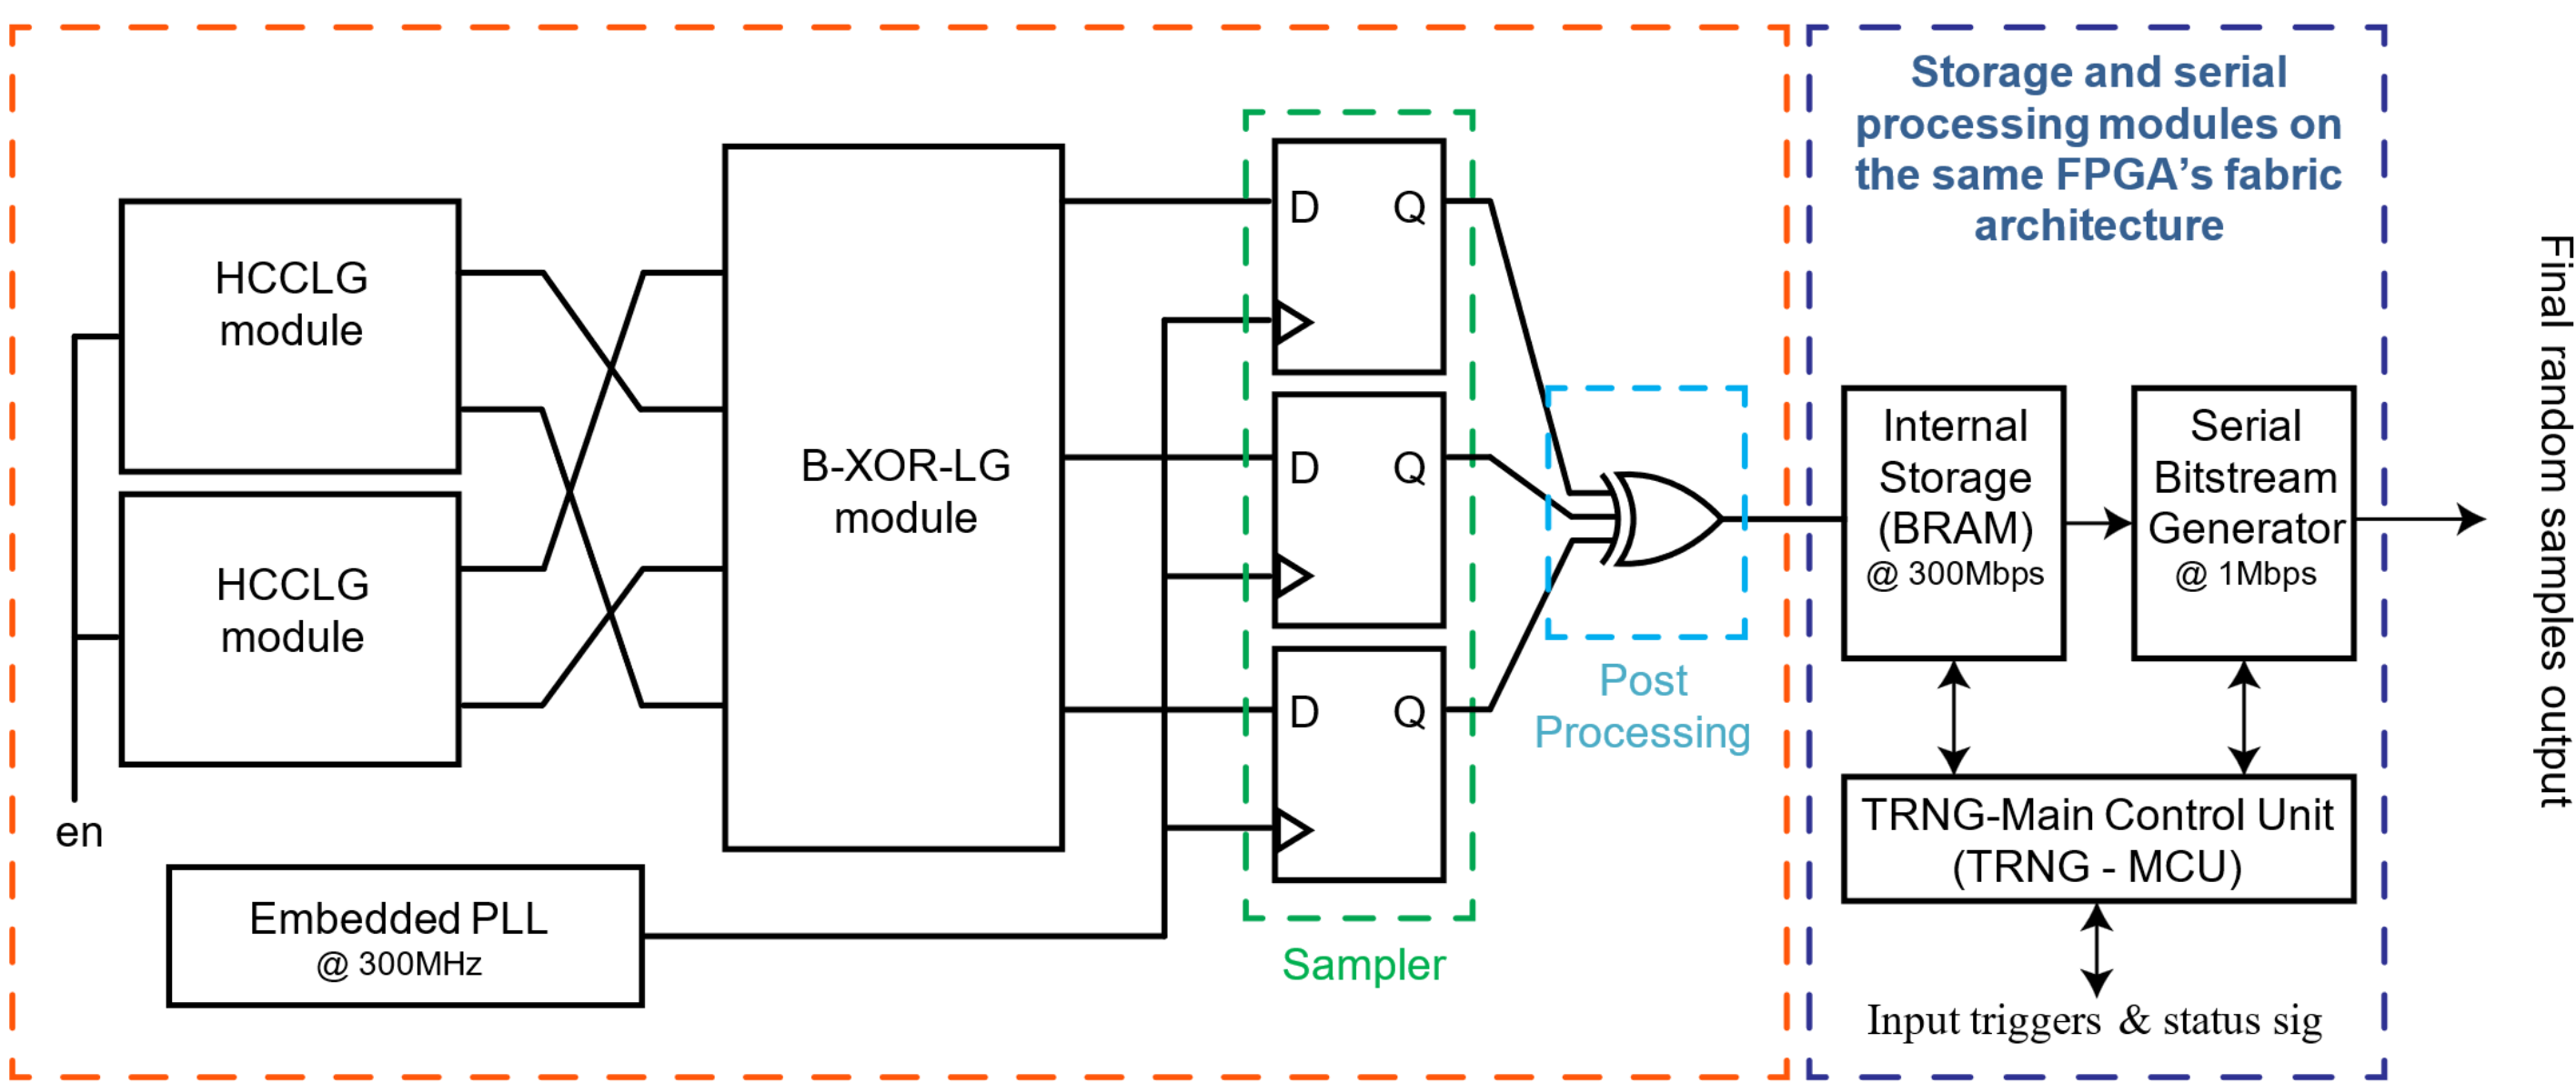 HCCLG
module
HCCLG
module
en
Embedded PLL
@ 300MHz
B-XOR-LG
module
D Q
D Q
D Q
Sampler
Post
Processing
Storage and serial
processing modules on
the same FPGA’s fabric
architecture
Internal
Storage
(BRAM)
@ 300Mbps
Serial
Bitstream
Generator
@ 1Mbps
TRNG-Main Control Unit
(TRNG - MCU)
Input triggers & status sig
Final random samples output